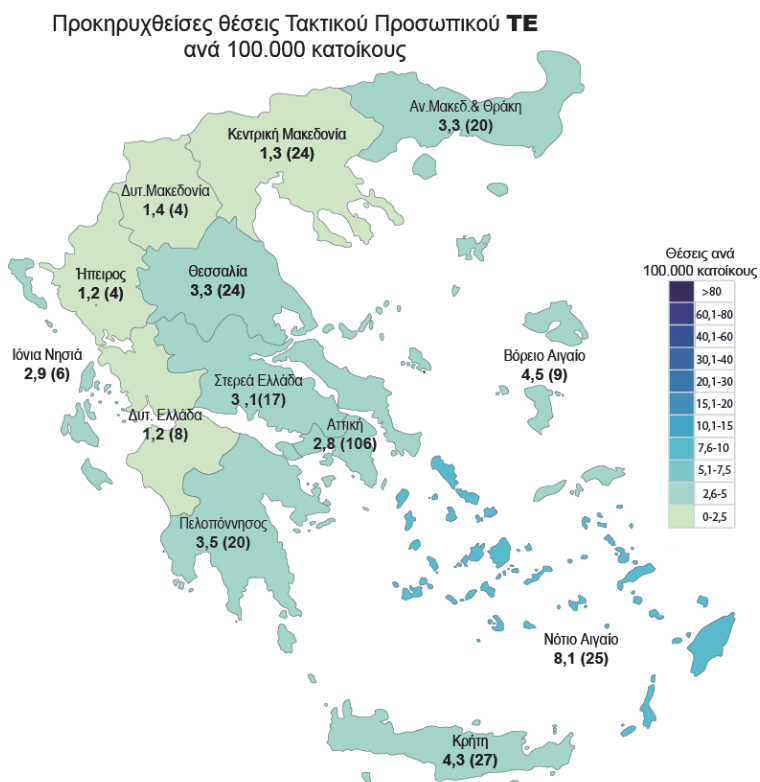 Προκηρυχθείσες θέσεις Τακτικού Προσωπικού ΤΕ
ανά 100.000 κατοίκους
Αν.Μακεδ.& Θράκη
3,3 (20)
Κεντρική Μακεδονία
1,3 (24)
Δυτ.Μακεδονία
1,4 (4)
Ήπειρος
1,2 (4)
Θεσσαλία
3,3 (24)
Ιόνια Νησιά
2,9 (6)
Στερεά Ελλάδα
3 ,1(17)
Βόρειο Αιγαίο
4,5 (9)
Δυτ. Ελλάδα
1,2 (8)
Αττική
2,8 (106)
Πελοπόννησος
3,5 (20)
Νότιο Αιγαίο
8,1 (25)
Κρήτη
4,3 (27)
Θέσεις ανά
100.000 κατοίκους
>80
60,1-80
40,1-60
30,1-40
20,1-30
15,1-20
10,1-15
7,6-10
5,1-7,5
2,6-5
0-2,5